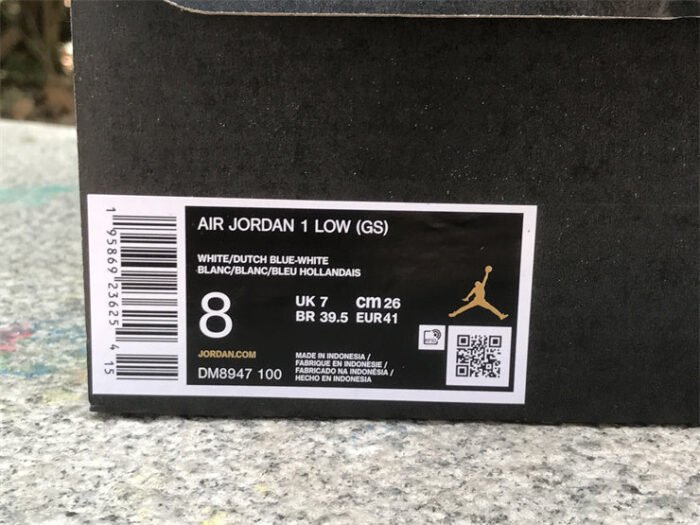 AIR JORDAN 1 LOW (GS)
WHITE/DUTCH BLUE-WHITE
BLANC/BLANC/BLEU HOLLANDAIS
8
UK 7 cm 26
BR 39.5 EUR 41
JORDAN.COM
DM8947 100
MADE IN INDONESIA /
FABRIQUE EN INDONESIE /
FABRICADO NA INDONÉSIA /
HECHO EN INDONESIA
1 95869 23625 4 15